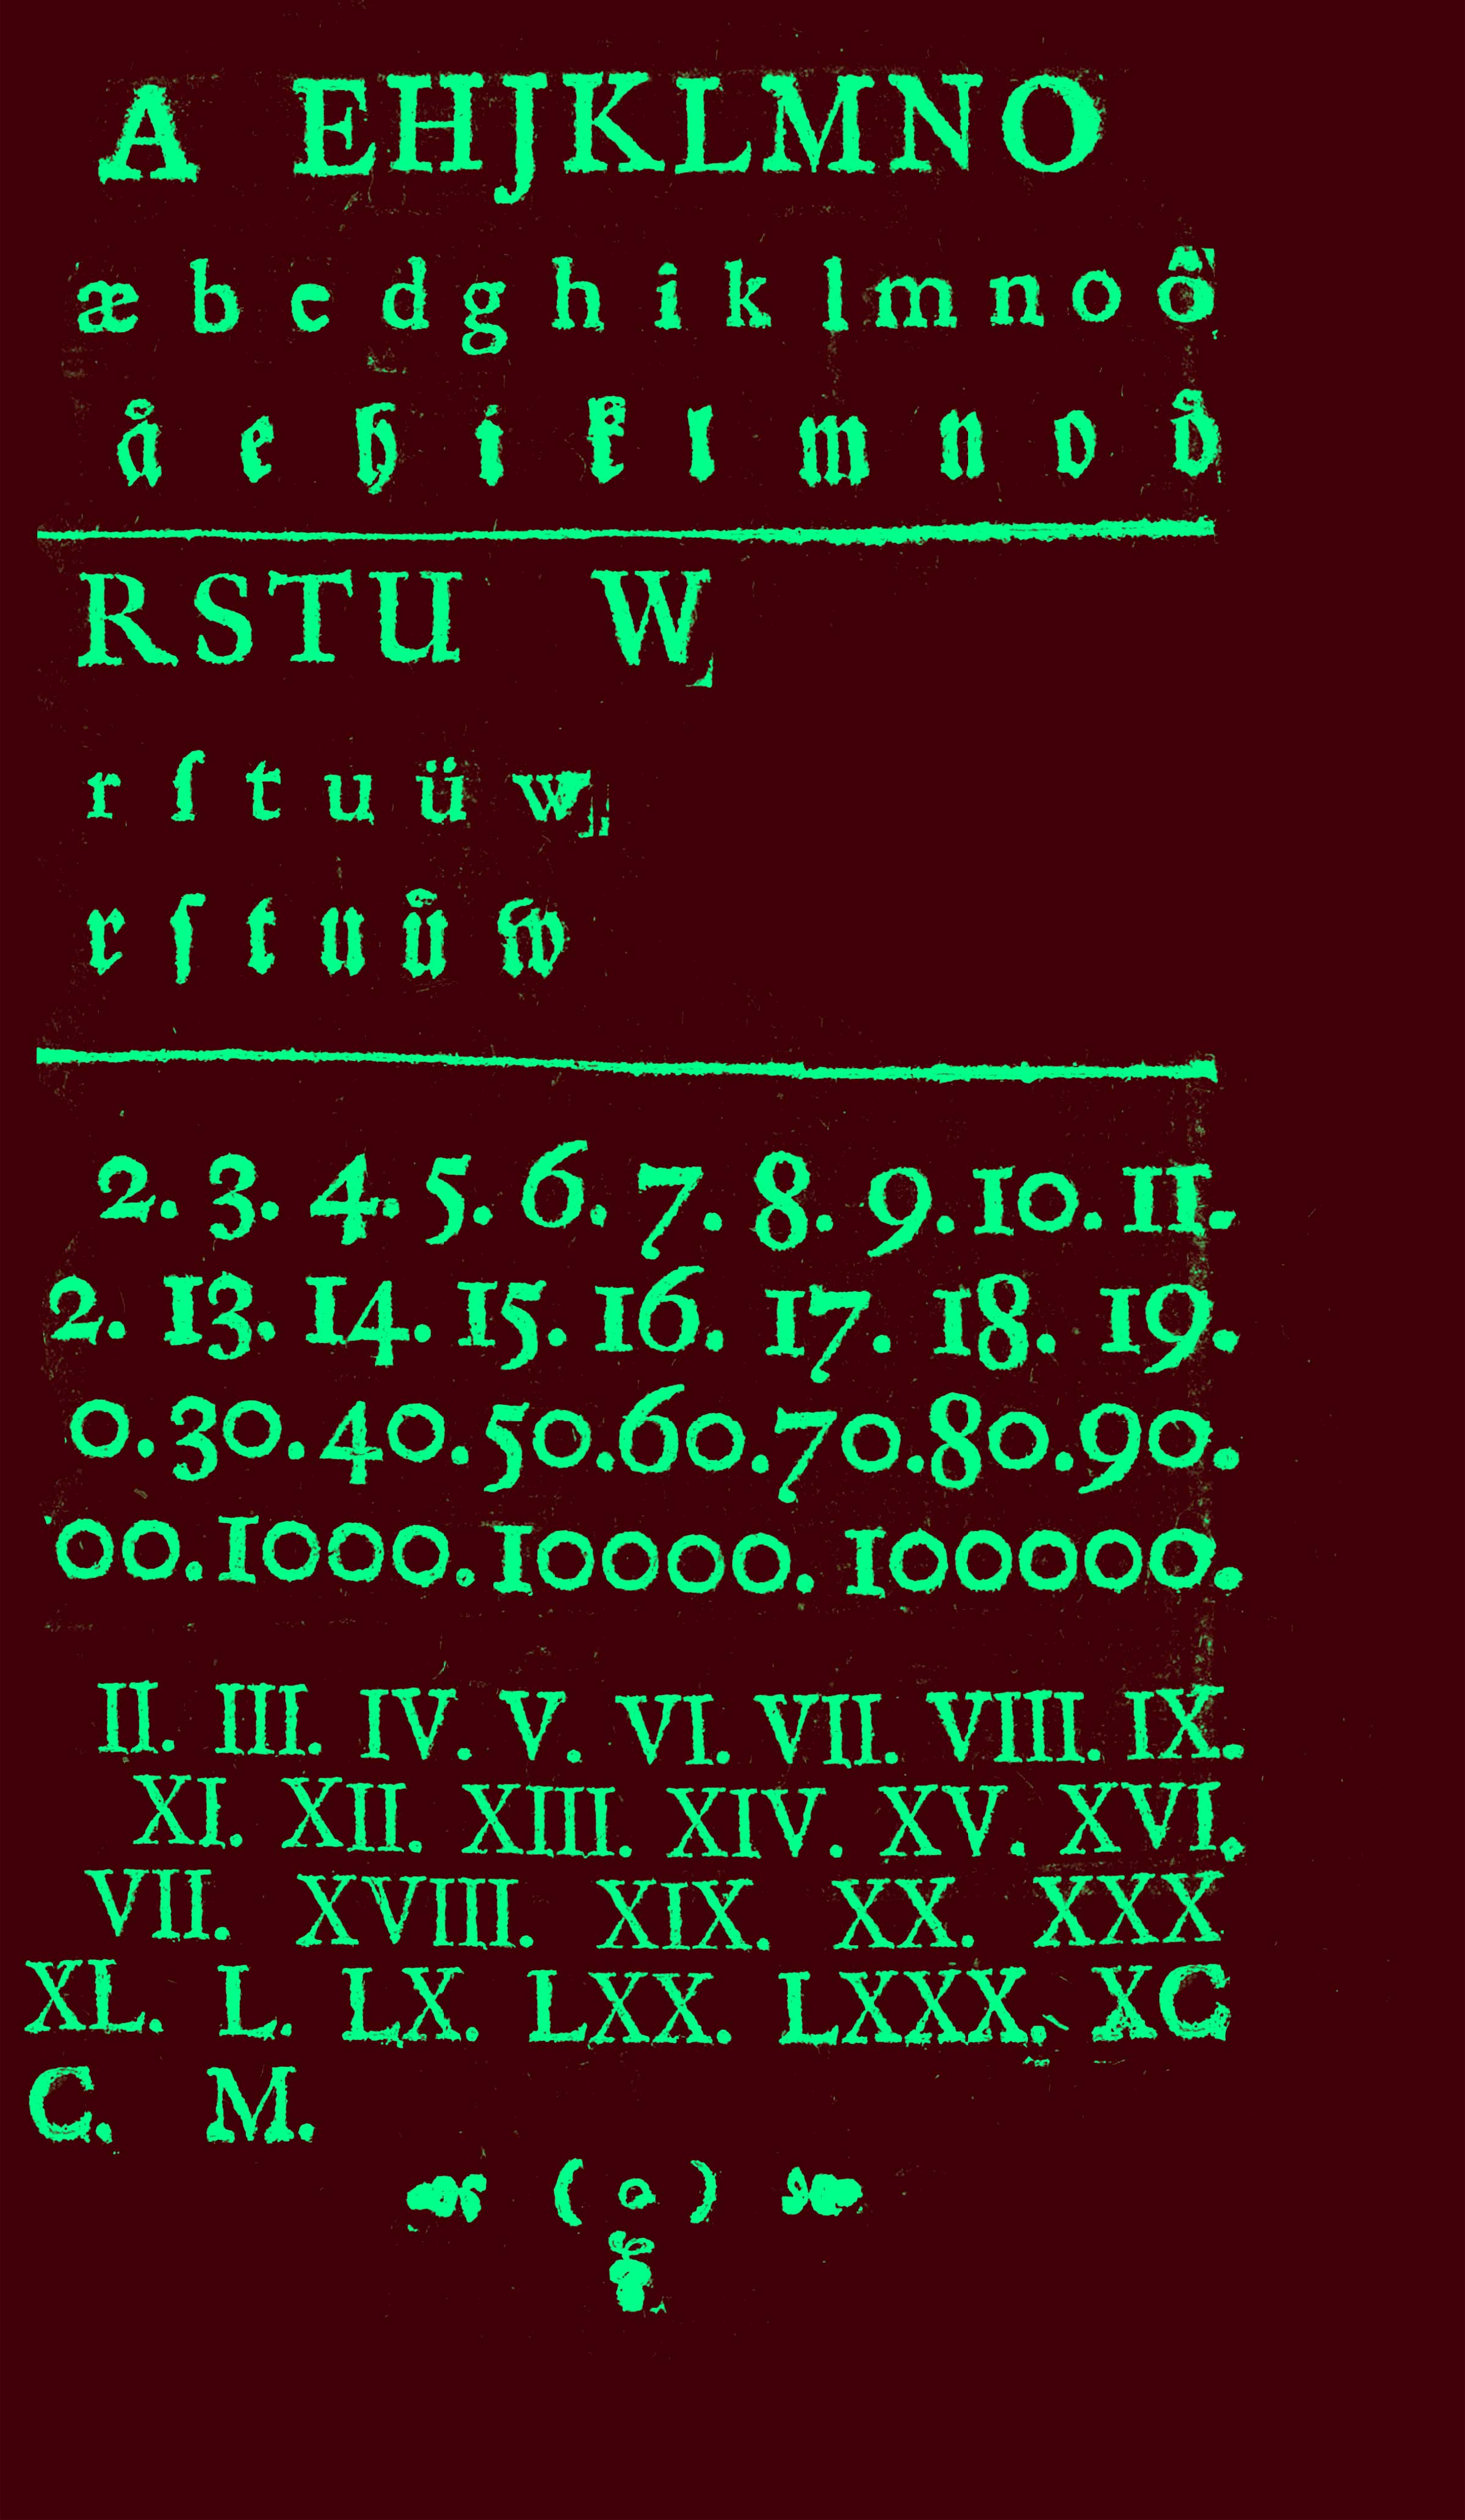 A EHJKLMNO
æ b c d g h i k l m n o ö
å e h i k l m n o o̊
RSTU W
r ſ t u ü w
r ſ t u ů w
2. 3. 4. 5. 6. 7. 8. 9. 10. 11.
2. 13. 14. 15. 16. 17. 18. 19.
0. 30. 40. 50. 60. 70. 80. 90.
00. 1000. 10000. 100000.
II. III. IV. V. VI. VII. VIII. IX.
XI. XII. XIII. XIV. XV. XVI.
VII. XVIII. XIX. XX. XXX
XL. L. LX. LXX. LXXX. XC
C. M.
( o )